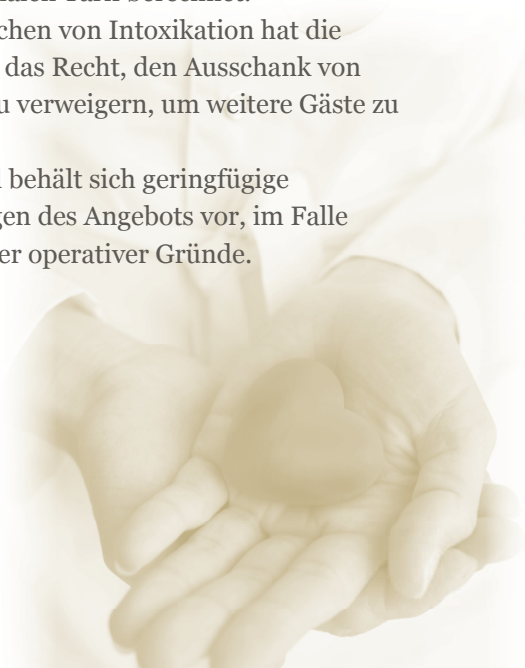 chen von Intoxikation hat die
das Recht, den Ausschank von
u verweigern, um weitere Gäste zu
behält sich geringfügige
gen des Angebots vor, im Falle
er operativer Gründe.